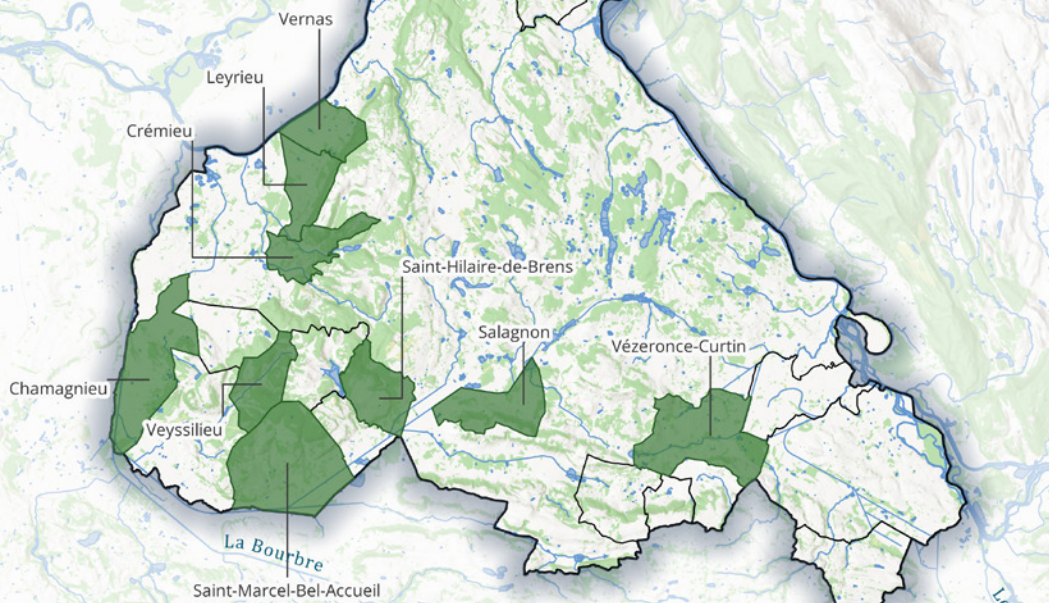 Vernas
Leyrieu
Crémieu
Saint-Hilaire-de-Brens
Salagnon
Vézeronce-Curtin
Chamagnieu
Veyssilieu
La Bourbre
Saint-Marcel-Bel-Accueil